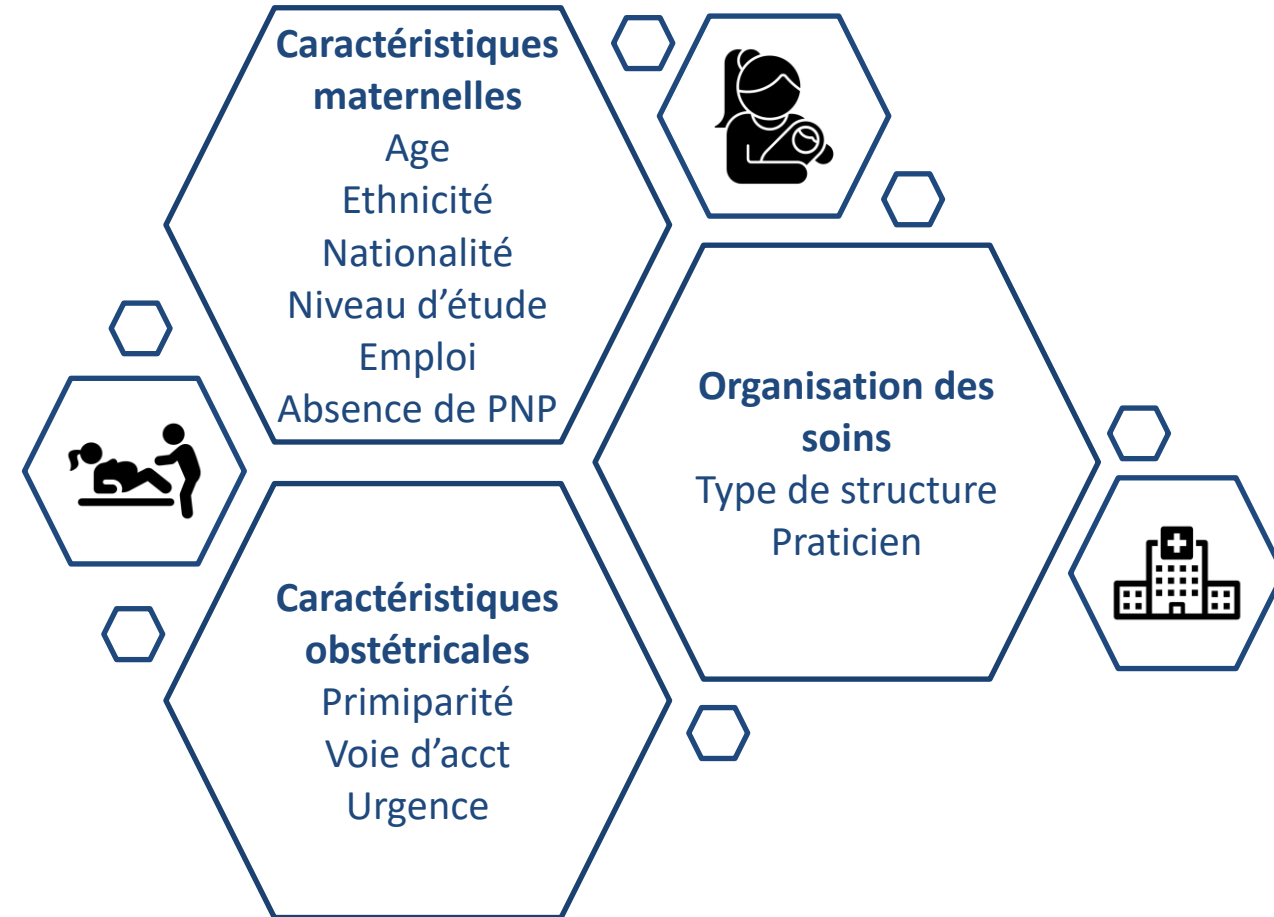 Caractéristiques
maternelles
Age
Ethnicité
Nationalité
Niveau d’étude
Emploi
Absence de PNP
Organisation des
soins
Type de structure
Praticien
Caractéristiques
obstétricales
Primiparité
Voie d’acct
Urgence